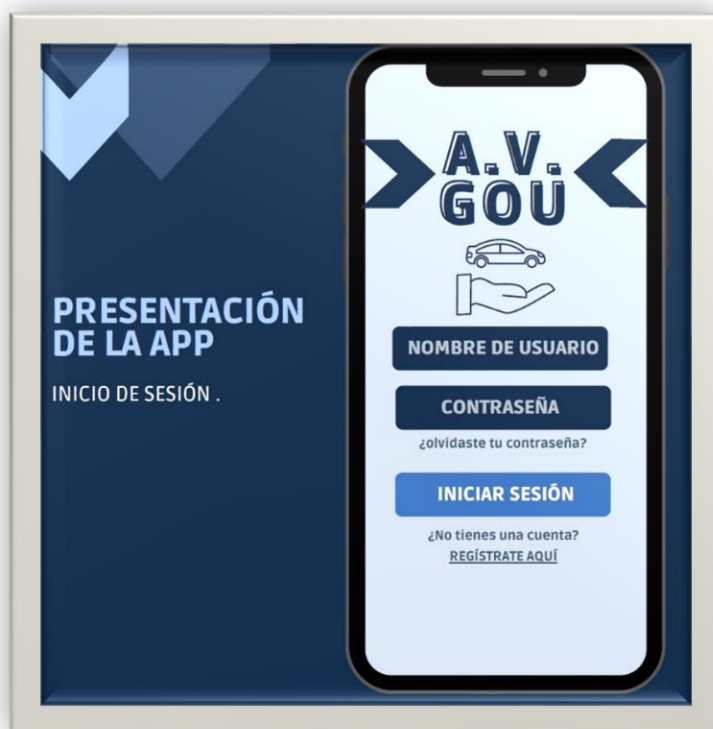 PRESENTACIÓN
DE LA APP
INICIO DE SESIÓN .
A.V.
GOU
NOMBRE DE USUARIO
CONTRASEÑA
¿olvidaste tu contraseña?
INICIAR SESIÓN
¿No tienes una cuenta?
REGÍSTRATE AQUÍ